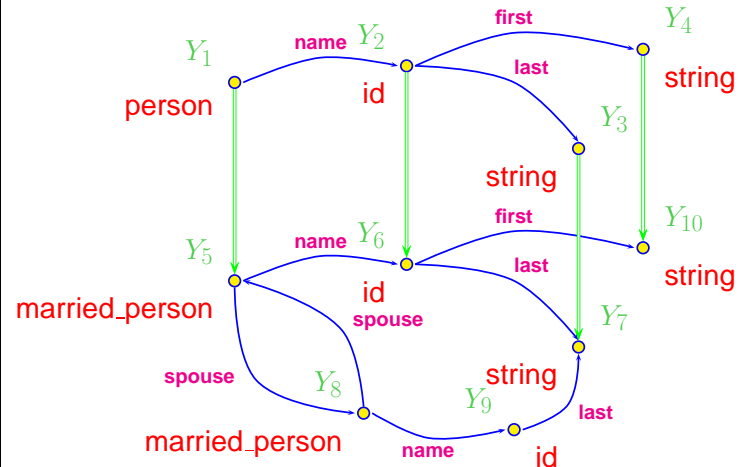 first
Y4
name
Y2
Y1
last
id
string
person
Y3
string
first
Y10
name
Y6
Y5
last
id
string
married_person
spouse
Y7
spouse
string
Y8
Y9
last
married_person
name
id